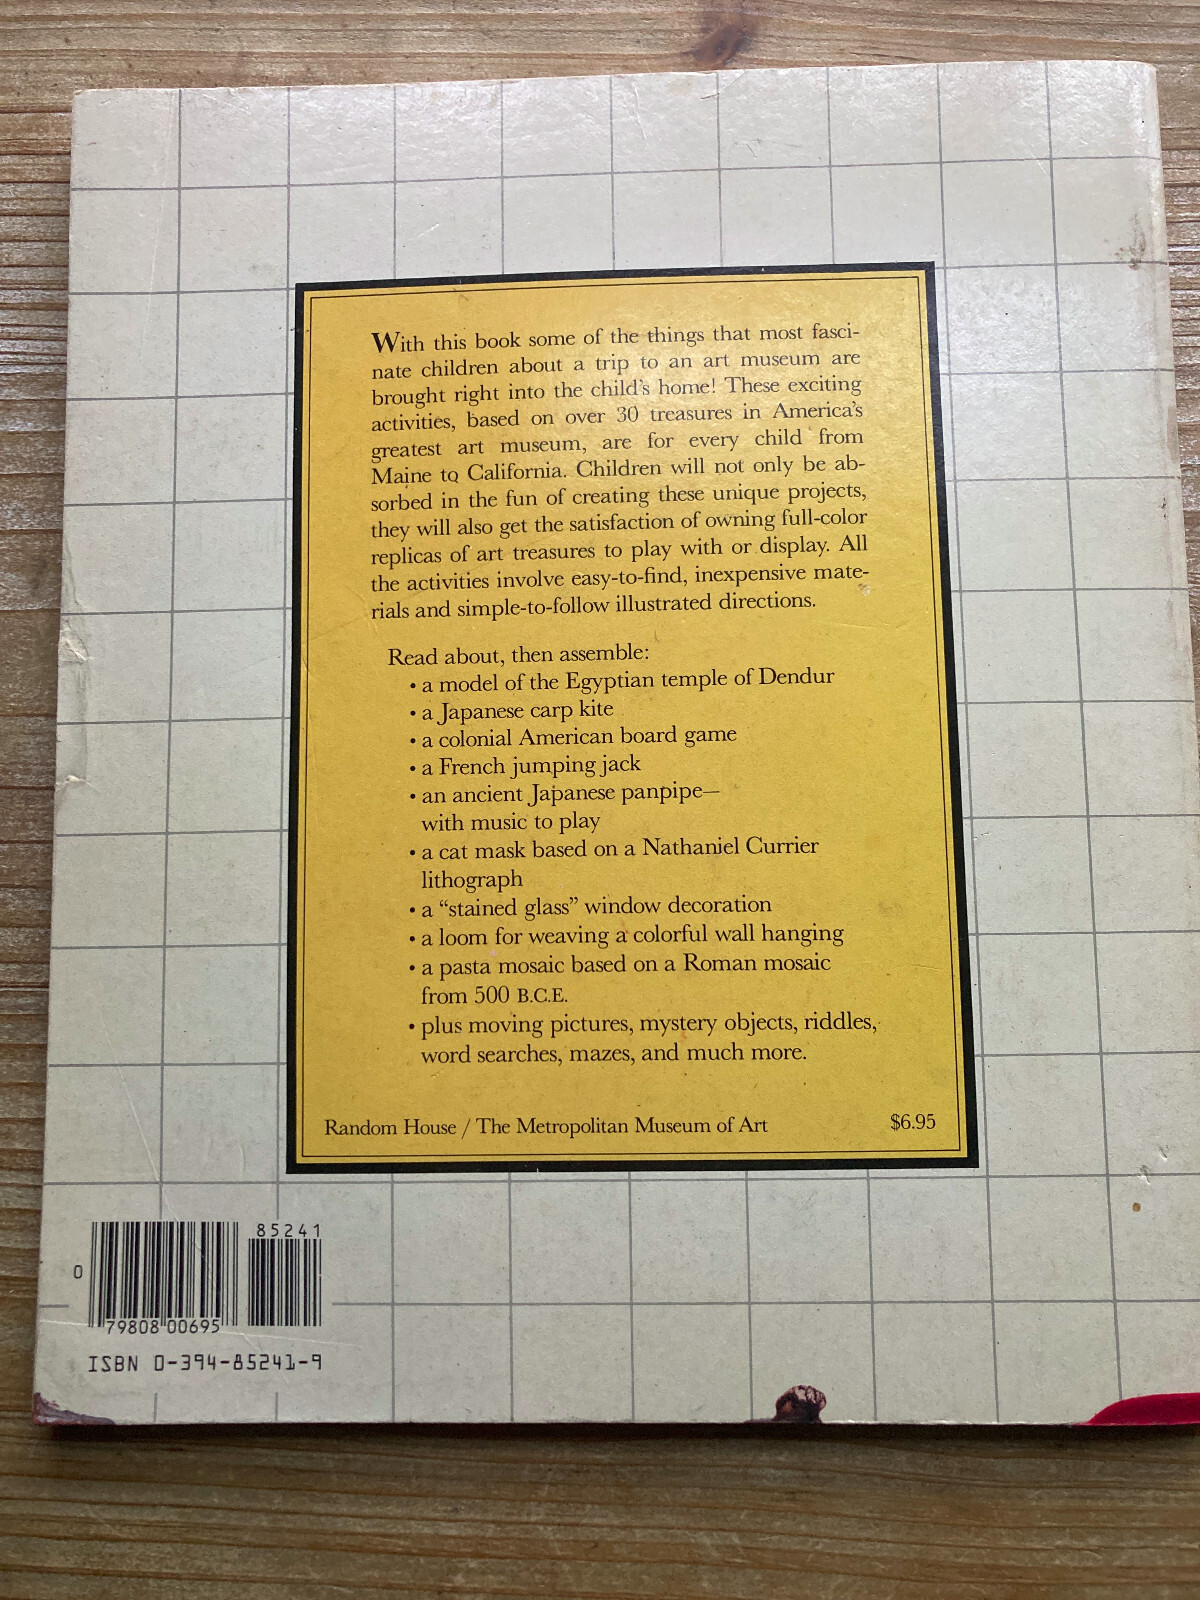 With this book some of the things that most fasci-
nate children about a trip to an art museum are
brought right into the child's home! These exciting
activities, based on over 30 treasures in America's
greatest art museum, are for every child from
Maine to California. Children will not only be ab-
sorbed in the fun of creating these unique projects,
they will also get the satisfaction of owning full-color
replicas of art treasures to play with or display. All
the activities involve easy-to-find, inexpensive mate-
rials and simple-to-follow illustrated directions.
Read about, then assemble:
• a model of the Egyptian temple of Dendur
• a Japanese carp kite
• a colonial American board game
• a French jumping jack
• an ancient Japanese panpipe—
with music to play
• a cat mask based on a Nathaniel Currier
lithograph
• a “stained glass” window decoration
• a loom for weaving a colorful wall hanging
• a pasta mosaic based on a Roman mosaic
from 500 B.C.E.
• plus moving pictures, mystery objects, riddles,
word searches, mazes, and much more.
Random House / The Metropolitan Museum of Art $6.95
85241
0
79808 00695
ISBN 0-394-85241-9